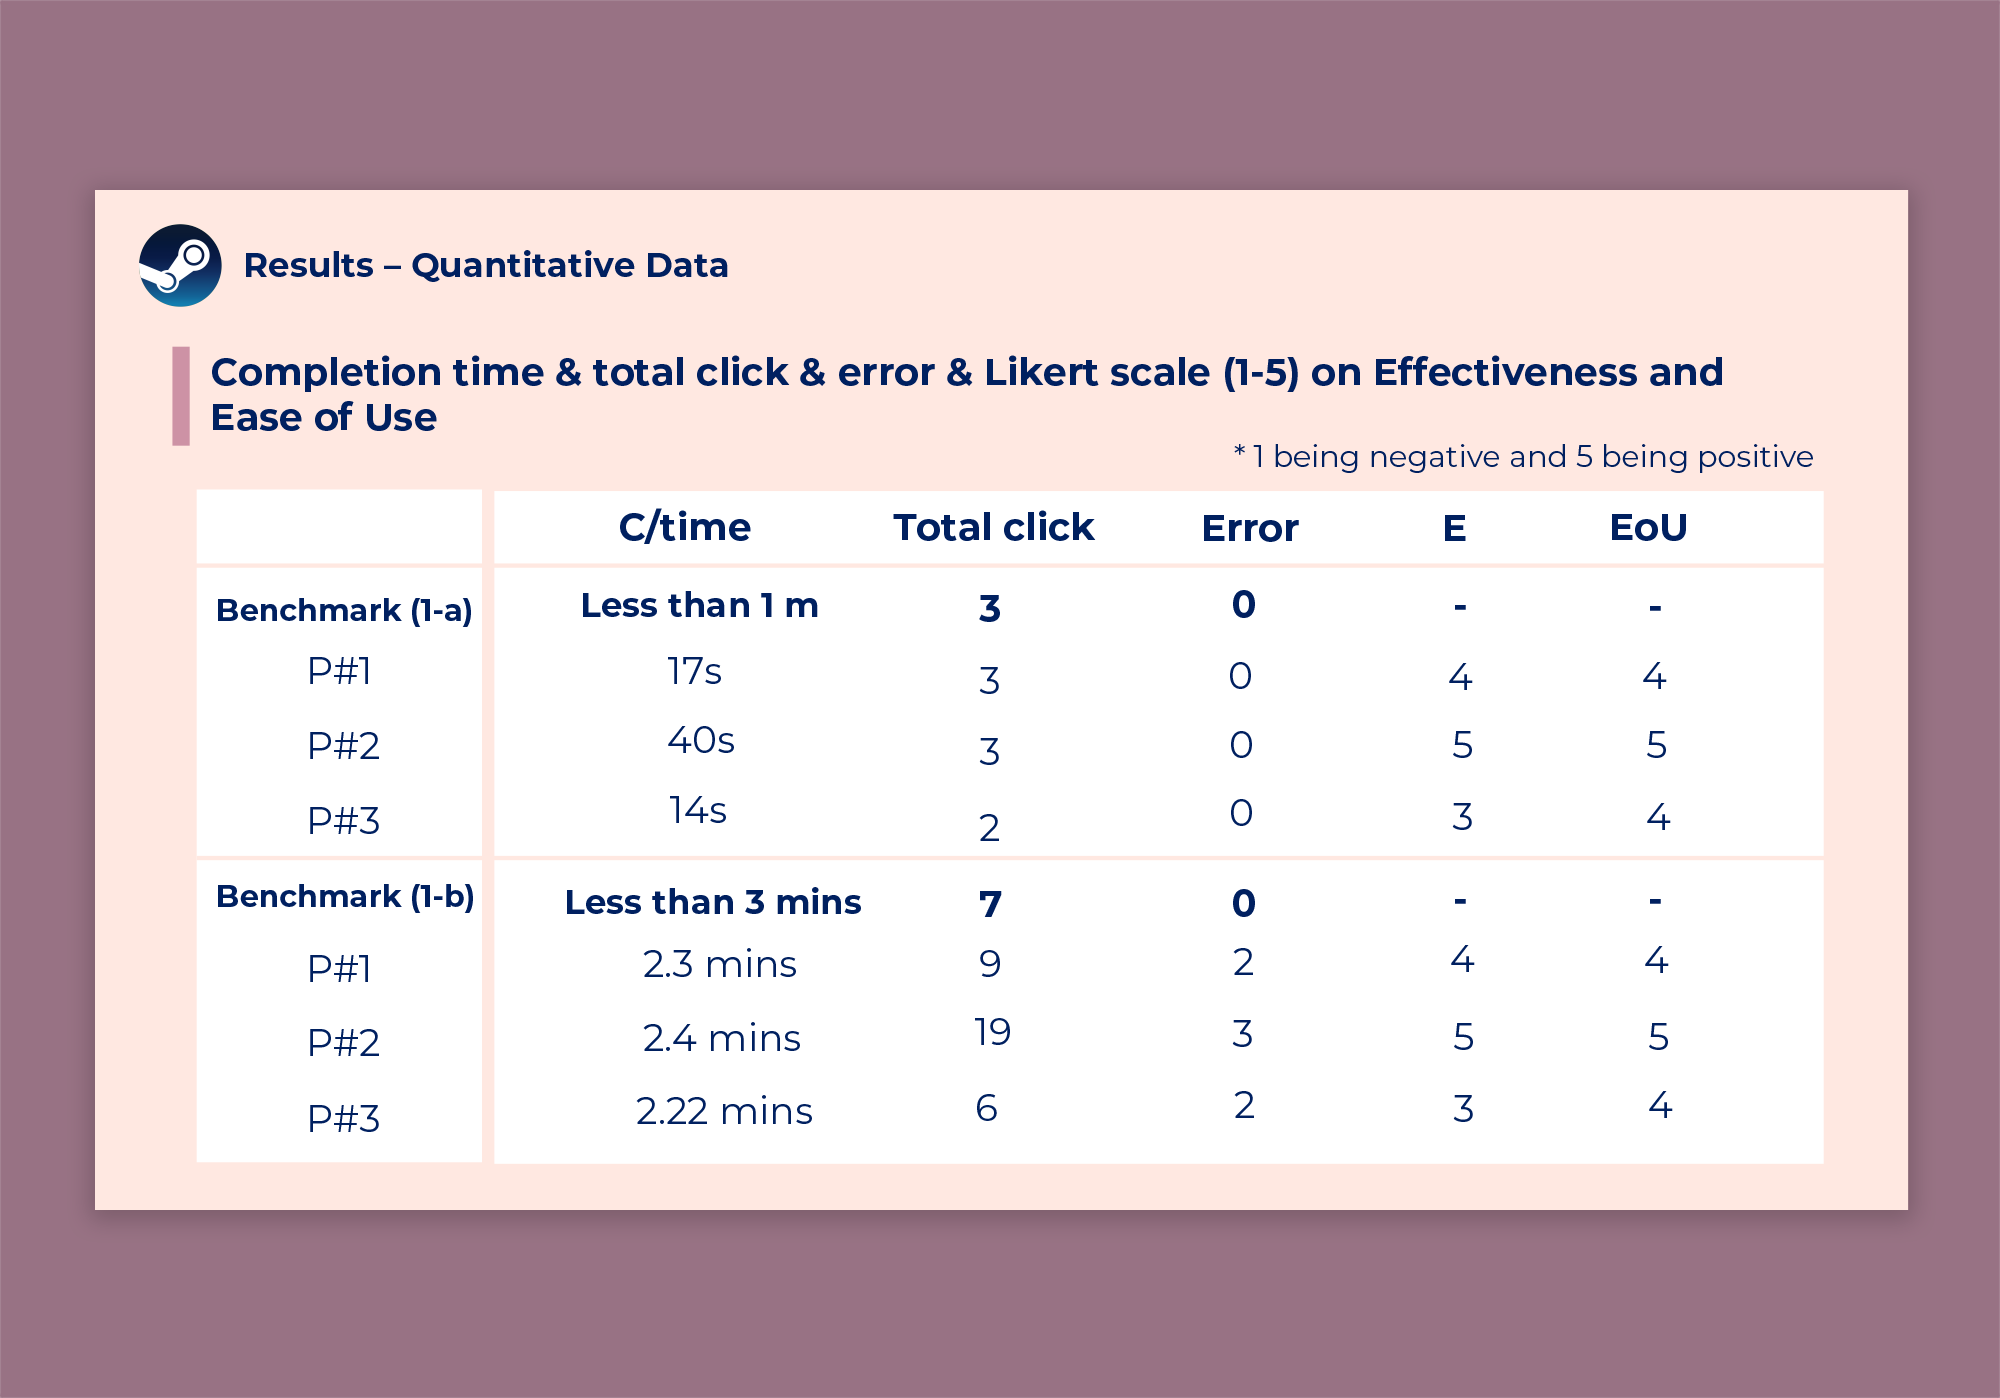 Results – Quantitative Data
Completion time & total click & error & Likert scale (1-5) on Effectiveness and
Ease of Use
* 1 being negative and 5 being positive
C/time Total click Error E EoU
Benchmark (1-a) Less than 1 m 3 0 - -
P#1 17s 3 0 4 4
P#2 40s 3 0 5 5
P#3 14s 2 0 3 4
Benchmark (1-b) Less than 3 mins 7 0 - -
P#1 2.3 mins 9 2 4 4
P#2 2.4 mins 19 3 5 5
P#3 2.22 mins 6 2 3 4